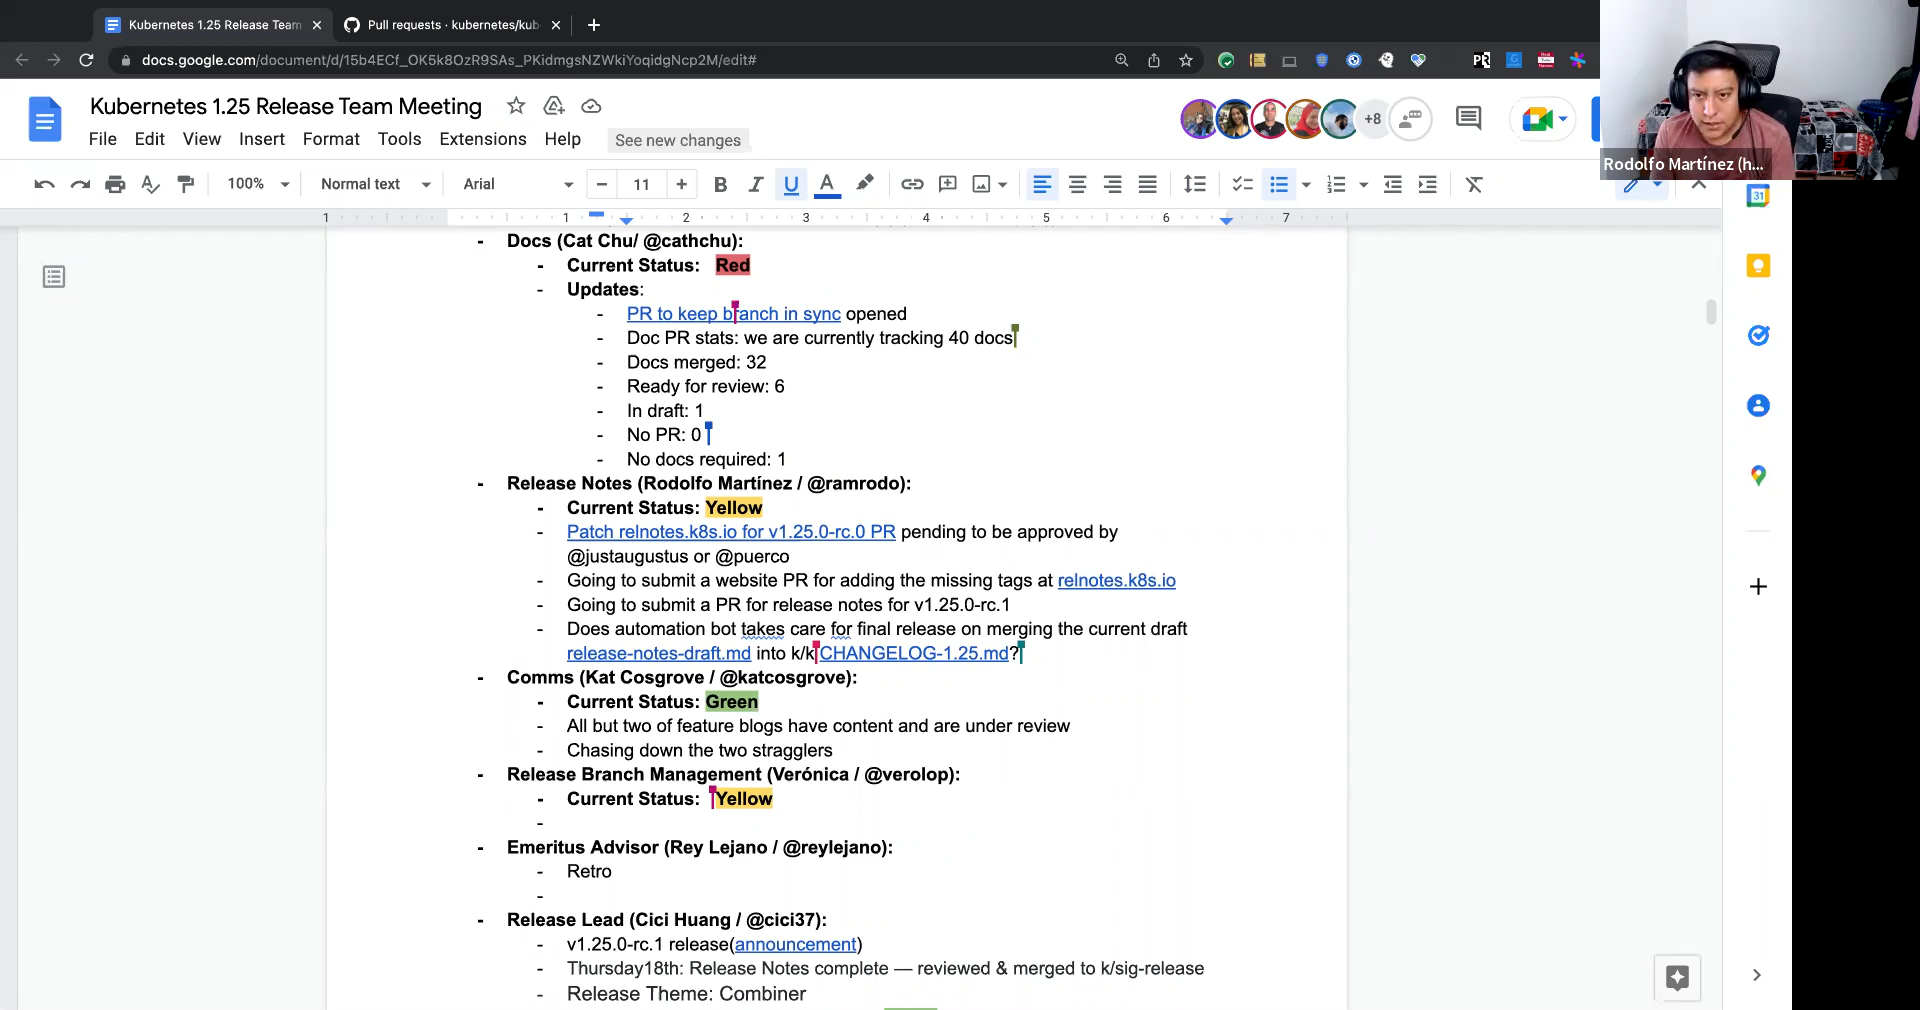 Kubernetes 1.25 Release Team
Pull requests · kubernetes/kub
docs.google.com/document/d/15b4ECf_OK5k8OzR9SAs_PKidmgsNZWkiYoqidgNcp2M/edit#
Kubernetes 1.25 Release Team Meeting
+8
File Edit View Insert Format Tools Extensions Help See new changes
Rodolfo Martínez (h...
100% Normal text Arial 11
1 1 2 3 4 5 6 7
- Docs (Cat Chu/ @cathchu):
- Current Status: Red
- Updates:
- PR to keep branch in sync opened
- Doc PR stats: we are currently tracking 40 docs
- Docs merged: 32
- Ready for review: 6
- In draft: 1
- No PR: 0
- No docs required: 1
- Release Notes (Rodolfo Martínez / @ramrodo):
- Current Status: Yellow
- Patch relnotes.k8s.io for v1.25.0-rc.0 PR pending to be approved by
@justaugustus or @puerco
- Going to submit a website PR for adding the missing tags at relnotes.k8s.io
- Going to submit a PR for release notes for v1.25.0-rc.1
- Does automation bot takes care for final release on merging the current draft
release-notes-draft.md into k/k CHANGELOG-1.25.md?
- Comms (Kat Cosgrove / @katcosgrove):
- Current Status: Green
- All but two of feature blogs have content and are under review
- Chasing down the two stragglers
- Release Branch Management (Verónica / @verolop):
- Current Status: Yellow
-
- Emeritus Advisor (Rey Lejano / @reylejano):
- Retro
-
- Release Lead (Cici Huang / @cici37):
- v1.25.0-rc.1 release(announcement)
- Thursday18th: Release Notes complete — reviewed & merged to k/sig-release
- Release Theme: Combiner
31